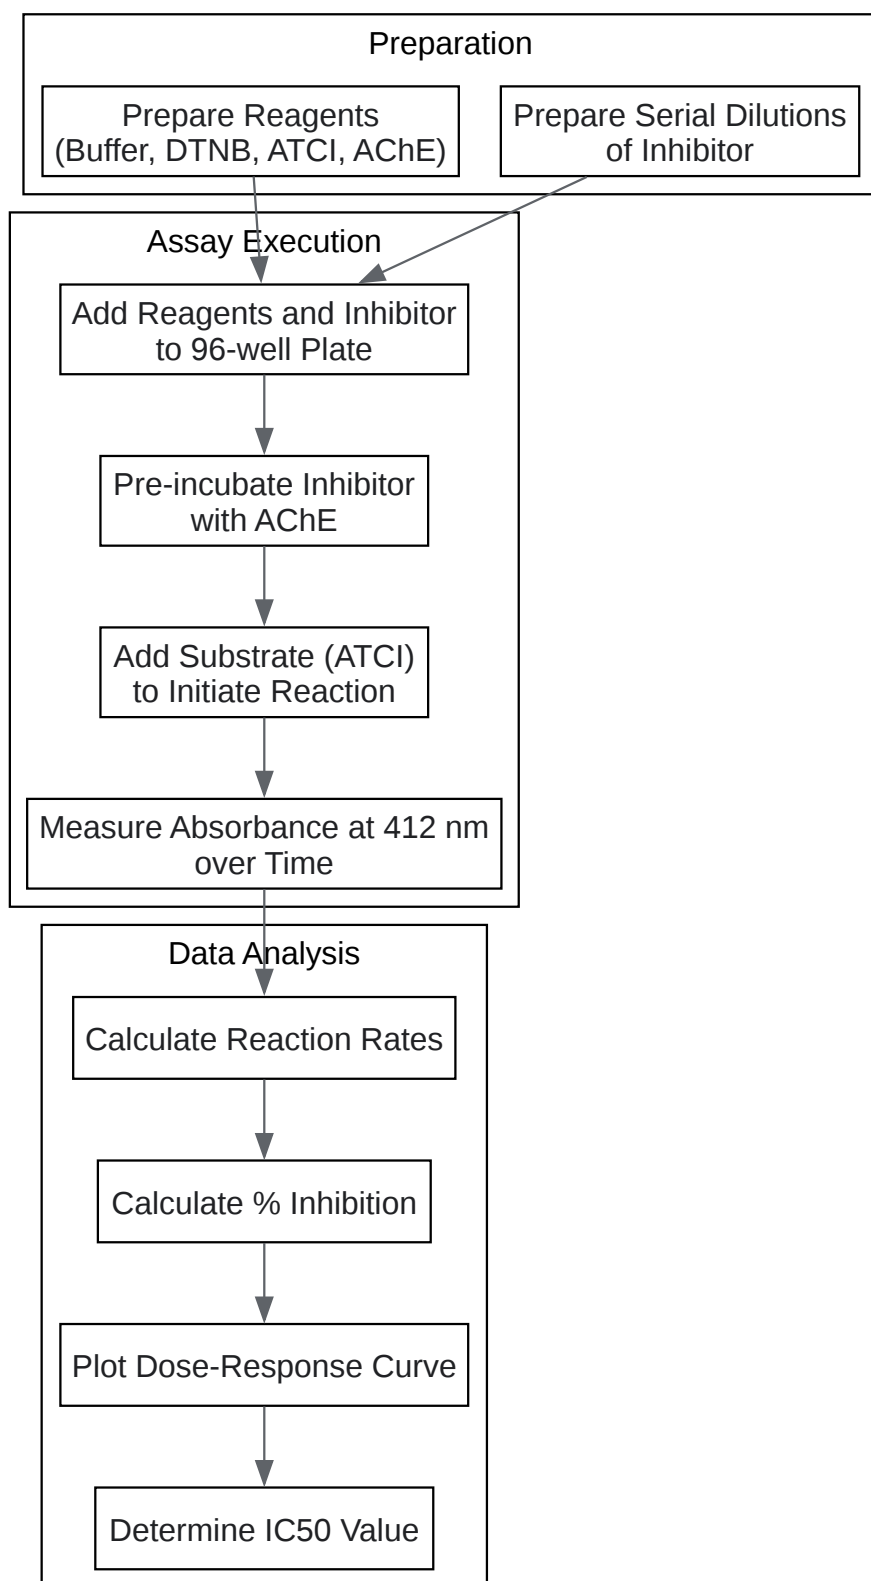 Preparation
Prepare Reagents
(Buffer, DTNB, ATCI, AChE)
Prepare Serial Dilutions
of Inhibitor
Assay Execution
Add Reagents and Inhibitor
to 96-well Plate
Pre-incubate Inhibitor
with AChE
Add Substrate (ATCI)
to Initiate Reaction
Measure Absorbance at 412 nm
over Time
Data Analysis
Calculate Reaction Rates
Calculate % Inhibition
Plot Dose-Response Curve
Determine IC50 Value